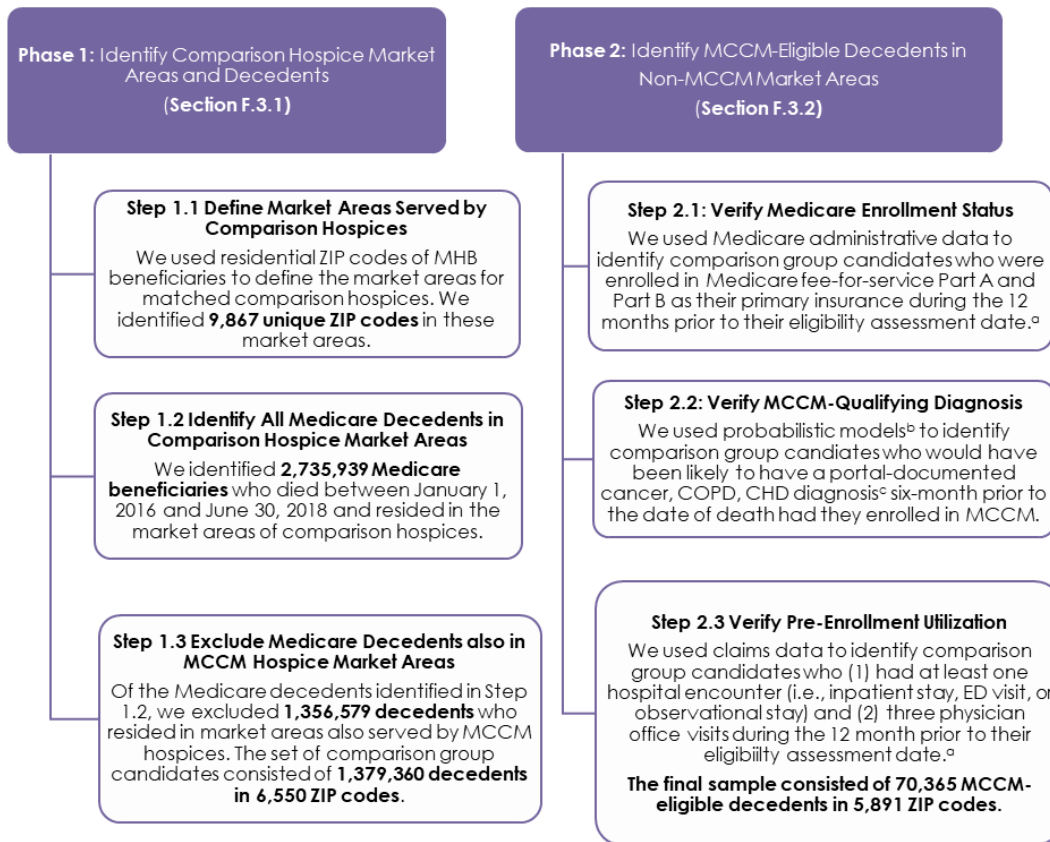 Phase 1: Identify Comparison Hospice Market
Areas and Decedents
(Section F.3.1)
Step 1.1 Define Market Areas Served by
Comparison Hospices
We used residential ZIP codes of MHB
beneficiaries to define the market areas for
matched comparison hospices. We
identified 9,867 unique ZIP codes in these
market areas.
Step 1.2 Identify All Medicare Decedents in
Comparison Hospice Market Areas
We identified 2,735,939 Medicare
beneficiaries who died between January 1,
2016 and June 30, 2018 and resided in the
market areas of comparison hospices.
Step 1.3 Exclude Medicare Decedents also in
MCCM Hospice Market Areas
Of the Medicare decedents identified in Step
1.2, we excluded 1,356,579 decedents who
resided in market areas also served by MCCM
hospices. The set of comparison group
candidates consisted of 1,379,360 decedents
in 6,550 ZIP codes.
Phase 2: Identify MCCM-Eligible Decedents in
Non-MCCM Market Areas
(Section F.3.2)
Step 2.1: Verify Medicare Enrollment Status
We used Medicare administrative data to
identify comparison group candidates who were
enrolled in Medicare fee-for-service Part A and
Part B as their primary insurance during the 12
months prior to their eligibility assessment date.ᵃ
Step 2.2: Verify MCCM-Qualifying Diagnosis
We used probabilistic modelsᵇ to identify
comparison group candiates who would have
been likely to have a portal-documented
cancer, COPD, CHD diagnosisᶜ six-month prior to
the date of death had they enrolled in MCCM.
Step 2.3 Verify Pre-Enrollment Utilization
We used claims data to identify comparison
group candidates who (1) had at least one
hospital encounter (i.e., inpatient stay, ED visit, or
observational stay) and (2) three physician
office visits during the 12 month prior to their
eligibiilty assessment date.ᵃ
The final sample consisted of 70,365 MCCM-
eligible decedents in 5,891 ZIP codes.